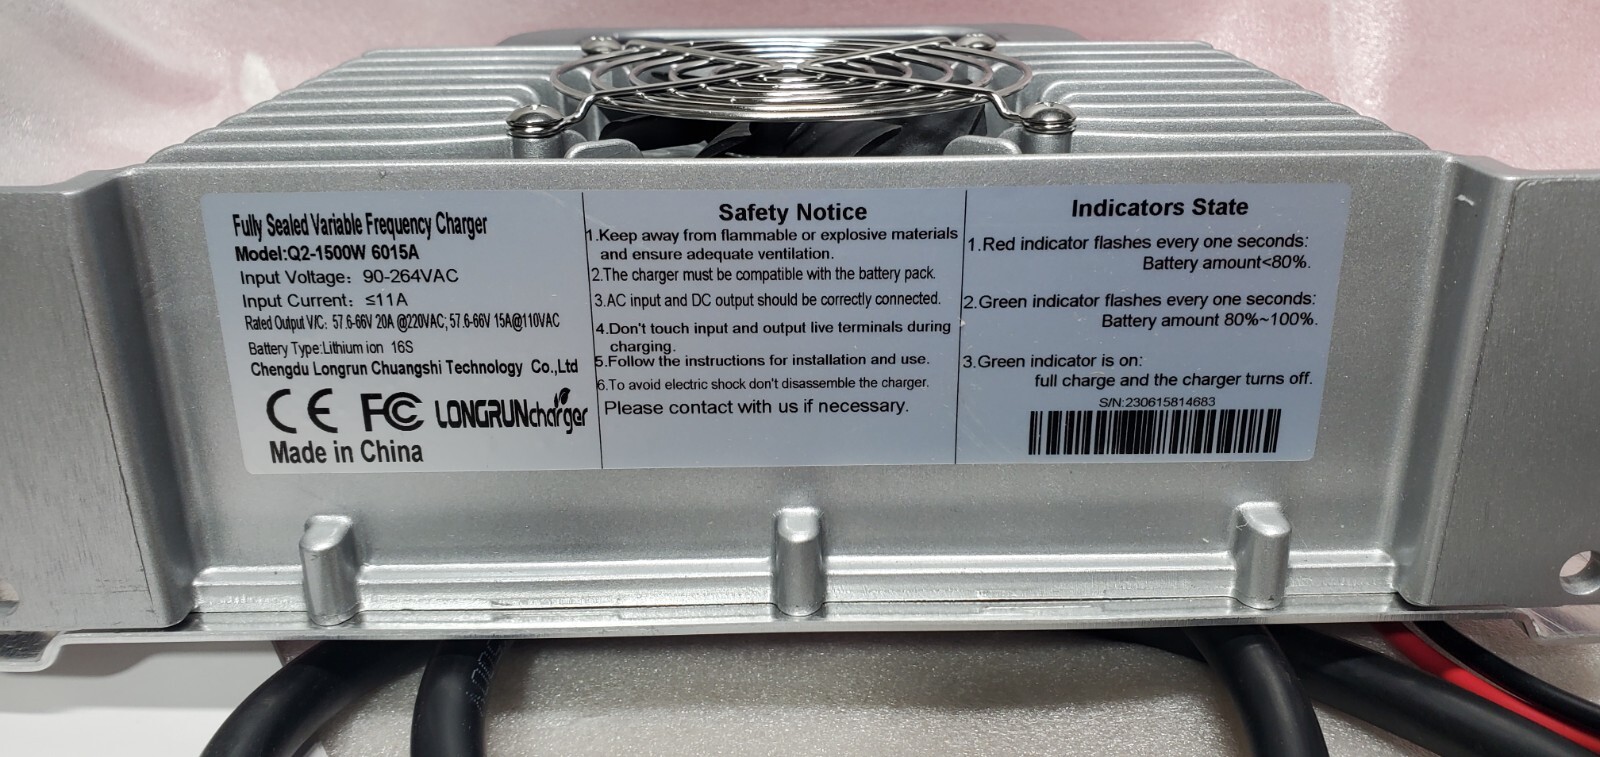 Fully Sealed Variable Frequency Charger
Model:Q2-1500W 6015A
Input Voltage: 90-264VAC
Input Current: ≤11A
Rated Output V/C: 57.6-66V 20A @220VAC; 57.6-66V 15A@110VAC
Battery Type:Lithium ion 16S
Chengdu Longrun Chuangshi Technology Co.,Ltd
CE FC LONGRUNcharger
Made in China
Safety Notice
1.Keep away from flammable or explosive materials
and ensure adequate ventilation.
2.The charger must be compatible with the battery pack.
3.AC input and DC output should be correctly connected.
4.Don't touch input and output live terminals during
charging.
5.Follow the instructions for installation and use.
6.To avoid electric shock don't disassemble the charger.
Please contact with us if necessary.
Indicators State
1.Red indicator flashes every one seconds:
Battery amount<80%.
2.Green indicator flashes every one seconds:
Battery amount 80%~100%.
3.Green indicator is on:
full charge and the charger turns off.
S/N:230615814683